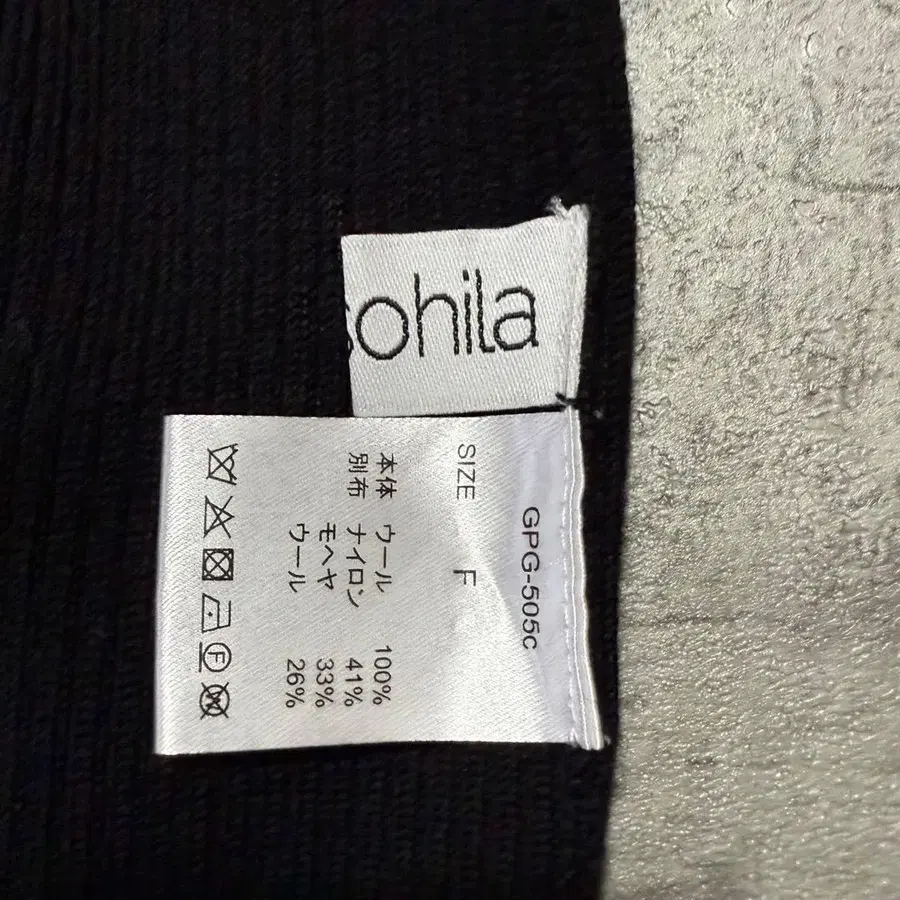 sohila
GPG-505c
SIZE F
本体 ウール 100%
別布 ナイロン 41%
モヘヤ 33%
ウール 26%
F
W